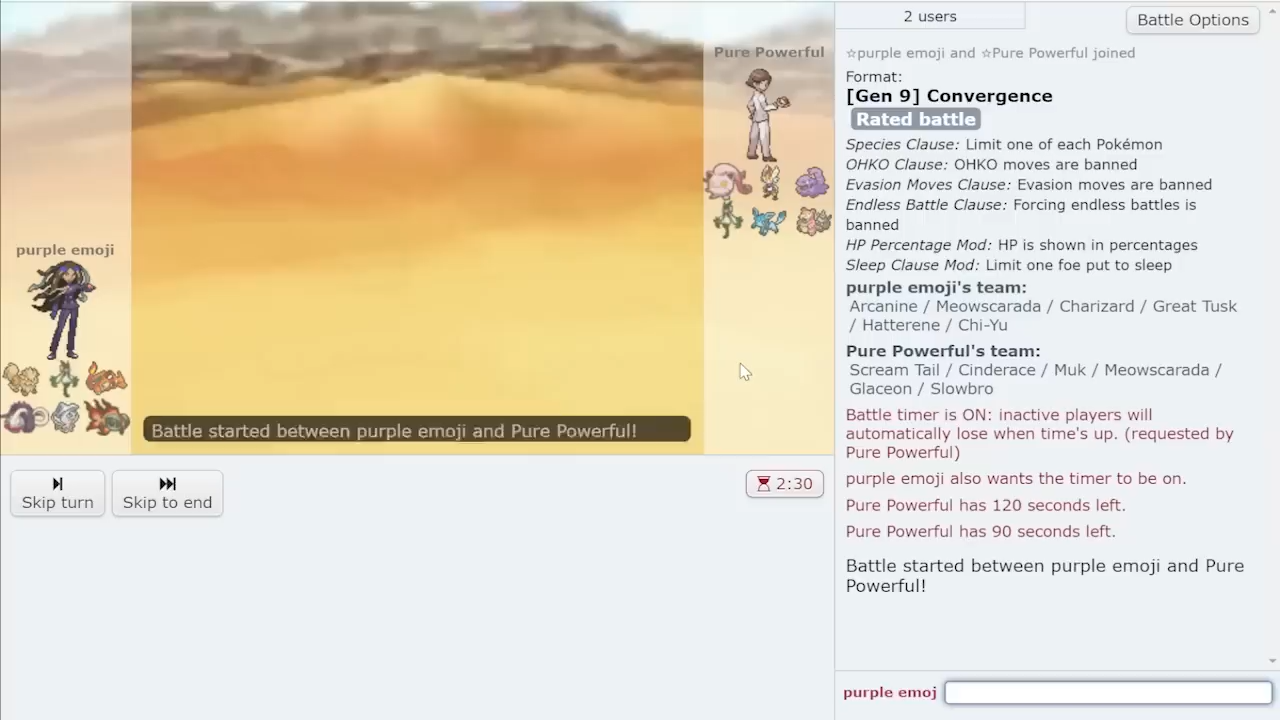 Pure Powerful
purple emoji
Battle started between purple emoji and Pure Powerful!
Skip turn
Skip to end
2:30
2 users
Battle Options
☆purple emoji and ☆Pure Powerful joined
Format:
[Gen 9] Convergence
Rated battle
Species Clause: Limit one of each Pokémon
OHKO Clause: OHKO moves are banned
Evasion Moves Clause: Evasion moves are banned
Endless Battle Clause: Forcing endless battles is
banned
HP Percentage Mod: HP is shown in percentages
Sleep Clause Mod: Limit one foe put to sleep
purple emoji's team:
Arcanine / Meowscarada / Charizard / Great Tusk
/ Hatterene / Chi-Yu
Pure Powerful's team:
Scream Tail / Cinderace / Muk / Meowscarada /
Glaceon / Slowbro
Battle timer is ON: inactive players will
automatically lose when time's up. (requested by
Pure Powerful)
purple emoji also wants the timer to be on.
Pure Powerful has 120 seconds left.
Pure Powerful has 90 seconds left.
Battle started between purple emoji and Pure
Powerful!
purple emoj